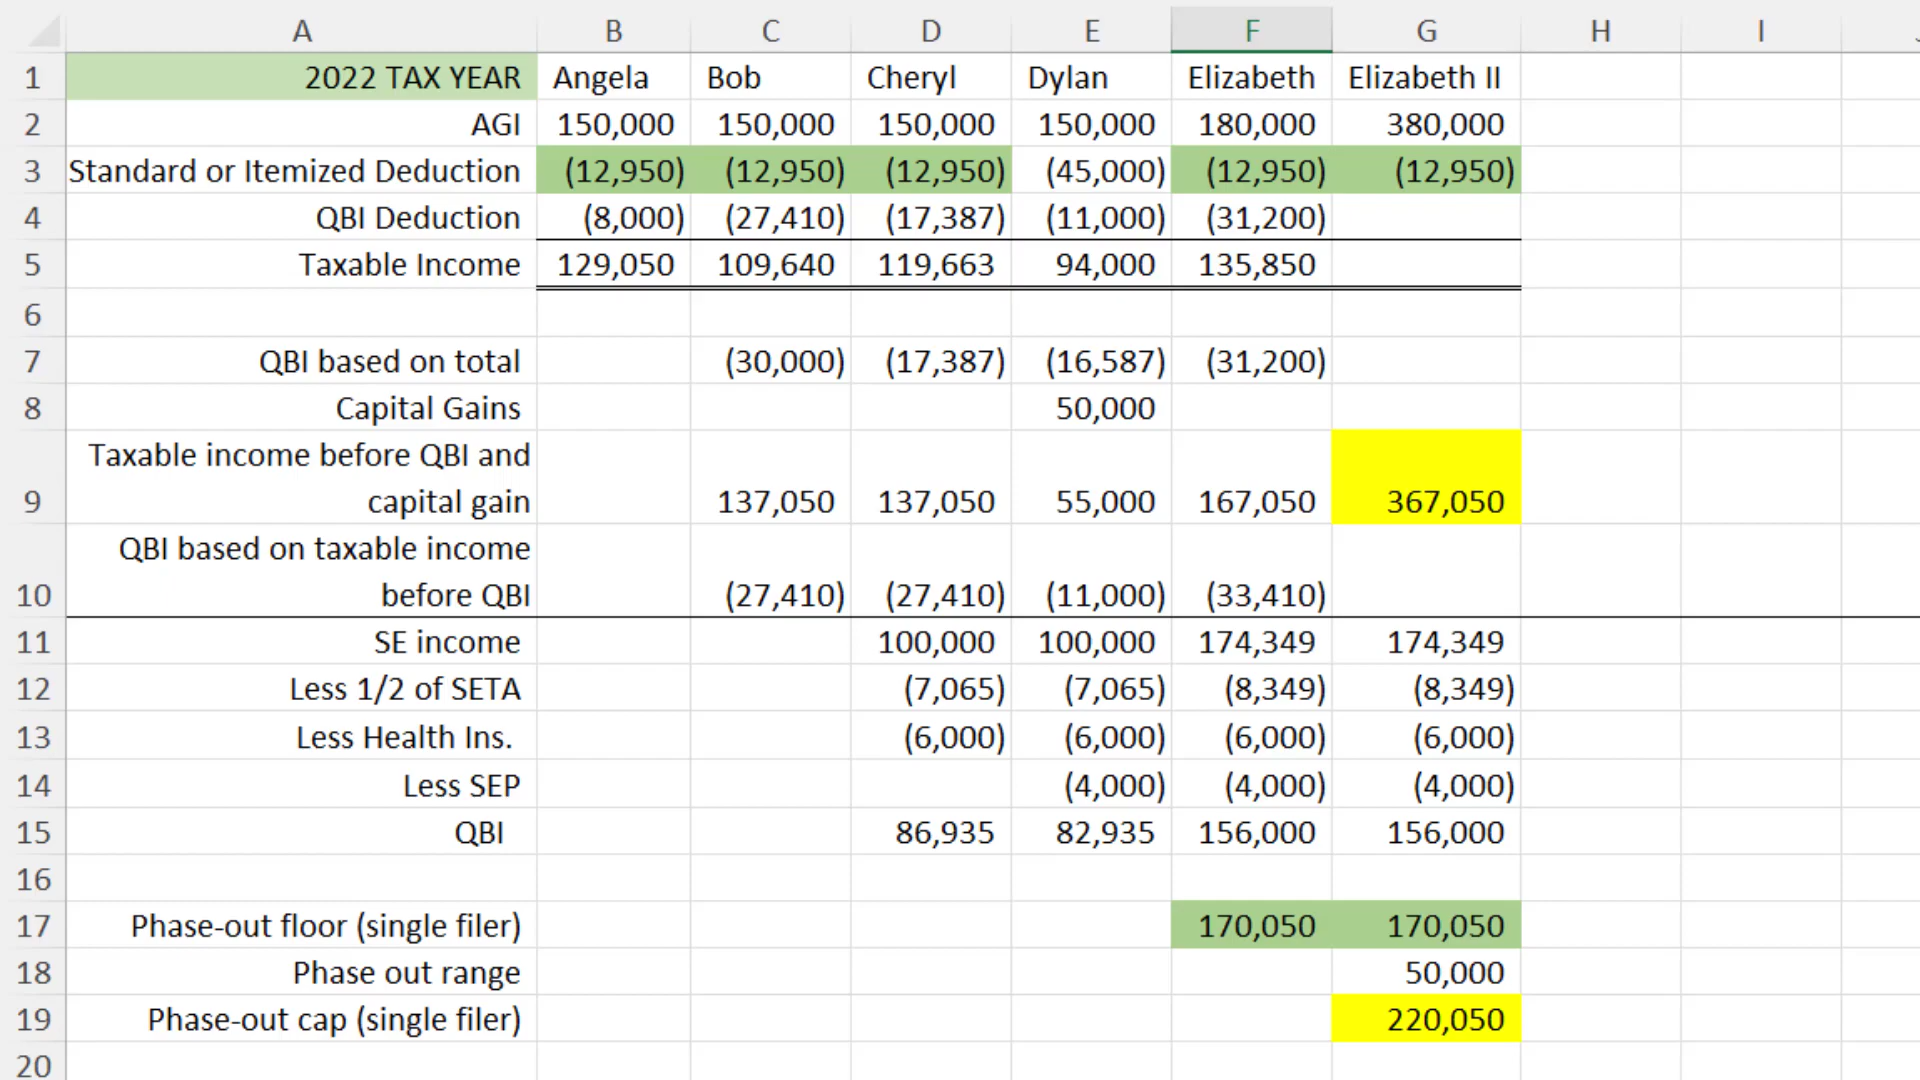 A B C D E F G H I
1 2022 TAX YEAR Angela Bob Cheryl Dylan Elizabeth Elizabeth II
2 AGI 150,000 150,000 150,000 150,000 180,000 380,000
3 Standard or Itemized Deduction (12,950) (12,950) (12,950) (45,000) (12,950) (12,950)
4 QBI Deduction (8,000) (27,410) (17,387) (11,000) (31,200)
5 Taxable Income 129,050 109,640 119,663 94,000 135,850
6
7 QBI based on total (30,000) (17,387) (16,587) (31,200)
8 Capital Gains 50,000
Taxable income before QBI and
9 capital gain 137,050 137,050 55,000 167,050 367,050
QBI based on taxable income
10 before QBI (27,410) (27,410) (11,000) (33,410)
11 SE income 100,000 100,000 174,349 174,349
12 Less 1/2 of SETA (7,065) (7,065) (8,349) (8,349)
13 Less Health Ins. (6,000) (6,000) (6,000) (6,000)
14 Less SEP (4,000) (4,000) (4,000)
15 QBI 86,935 82,935 156,000 156,000
16
17 Phase-out floor (single filer) 170,050 170,050
18 Phase out range 50,000
19 Phase-out cap (single filer) 220,050
20